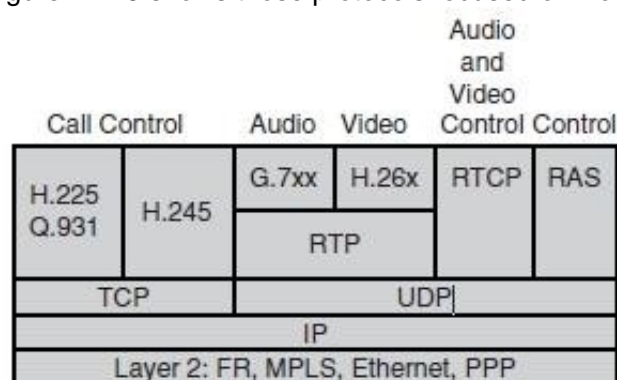 Audio
and
Video
Call Control Audio Video Control Control
H.225
Q.931
H.245
G.7xx H.26x RTCP RAS
RTP
TCP UDP
IP
Layer 2: FR, MPLS, Ethernet, PPP